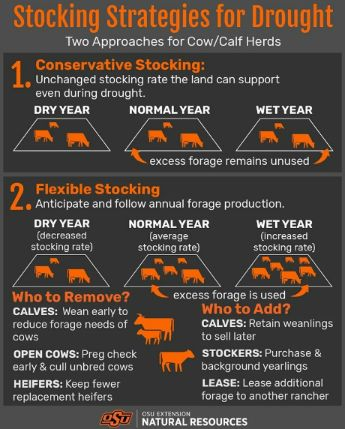 Stocking Strategies for Drought
Two Approaches for Cow/Calf Herds
1. Conservative Stocking:
Unchanged stocking rate the land can support
even during drought.
DRY YEAR NORMAL YEAR WET YEAR
excess forage remains unused
2. Flexible Stocking
Anticipate and follow annual forage production.
DRY YEAR NORMAL YEAR WET YEAR
(decreased (average (increased
stocking rate) stocking rate) stocking rate)
excess forage is used
Who to Remove?
CALVES: Wean early to
reduce forage needs of
cows
OPEN COWS: Preg check
early & cull unbred cows
HEIFERS: Keep fewer
replacement heifers
Who to Add?
CALVES: Retain weanlings
to sell later
STOCKERS: Purchase &
background yearlings
LEASE: Lease additional
forage to another rancher
OSU
OSU EXTENSION
NATURAL RESOURCES